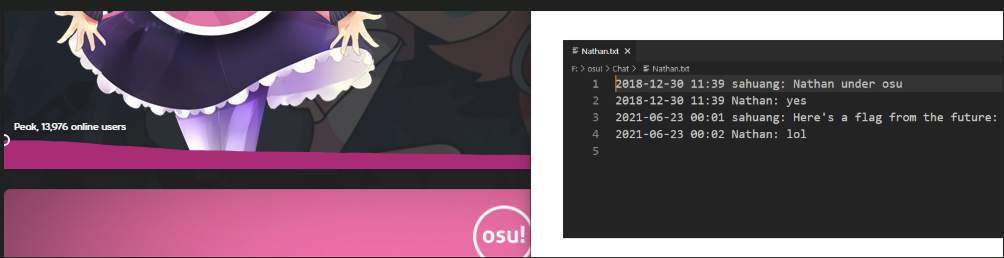 Peak, 13,976 online users
osu!
Nathan.txt
F: > osu! > Chat > Nathan.txt
1 2018-12-30 11:39 sahuang: Nathan under osu
2 2018-12-30 11:39 Nathan: yes
3 2021-06-23 00:01 sahuang: Here's a flag from the future:
4 2021-06-23 00:02 Nathan: lol
5